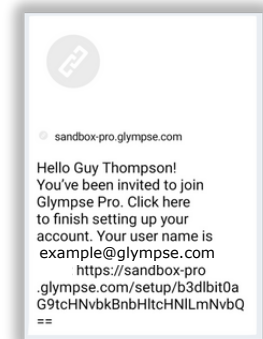 sandbox-pro.glympse.com
Hello Guy Thompson!
You've been invited to join
Glympse Pro. Click here
to finish setting up your
account. Your user name is
example@glympse.com
https://sandbox-pro
.glympse.com/setup/b3dlbit0a
G9tcHNvbkBnbHltcHNlLmNvbQ
==